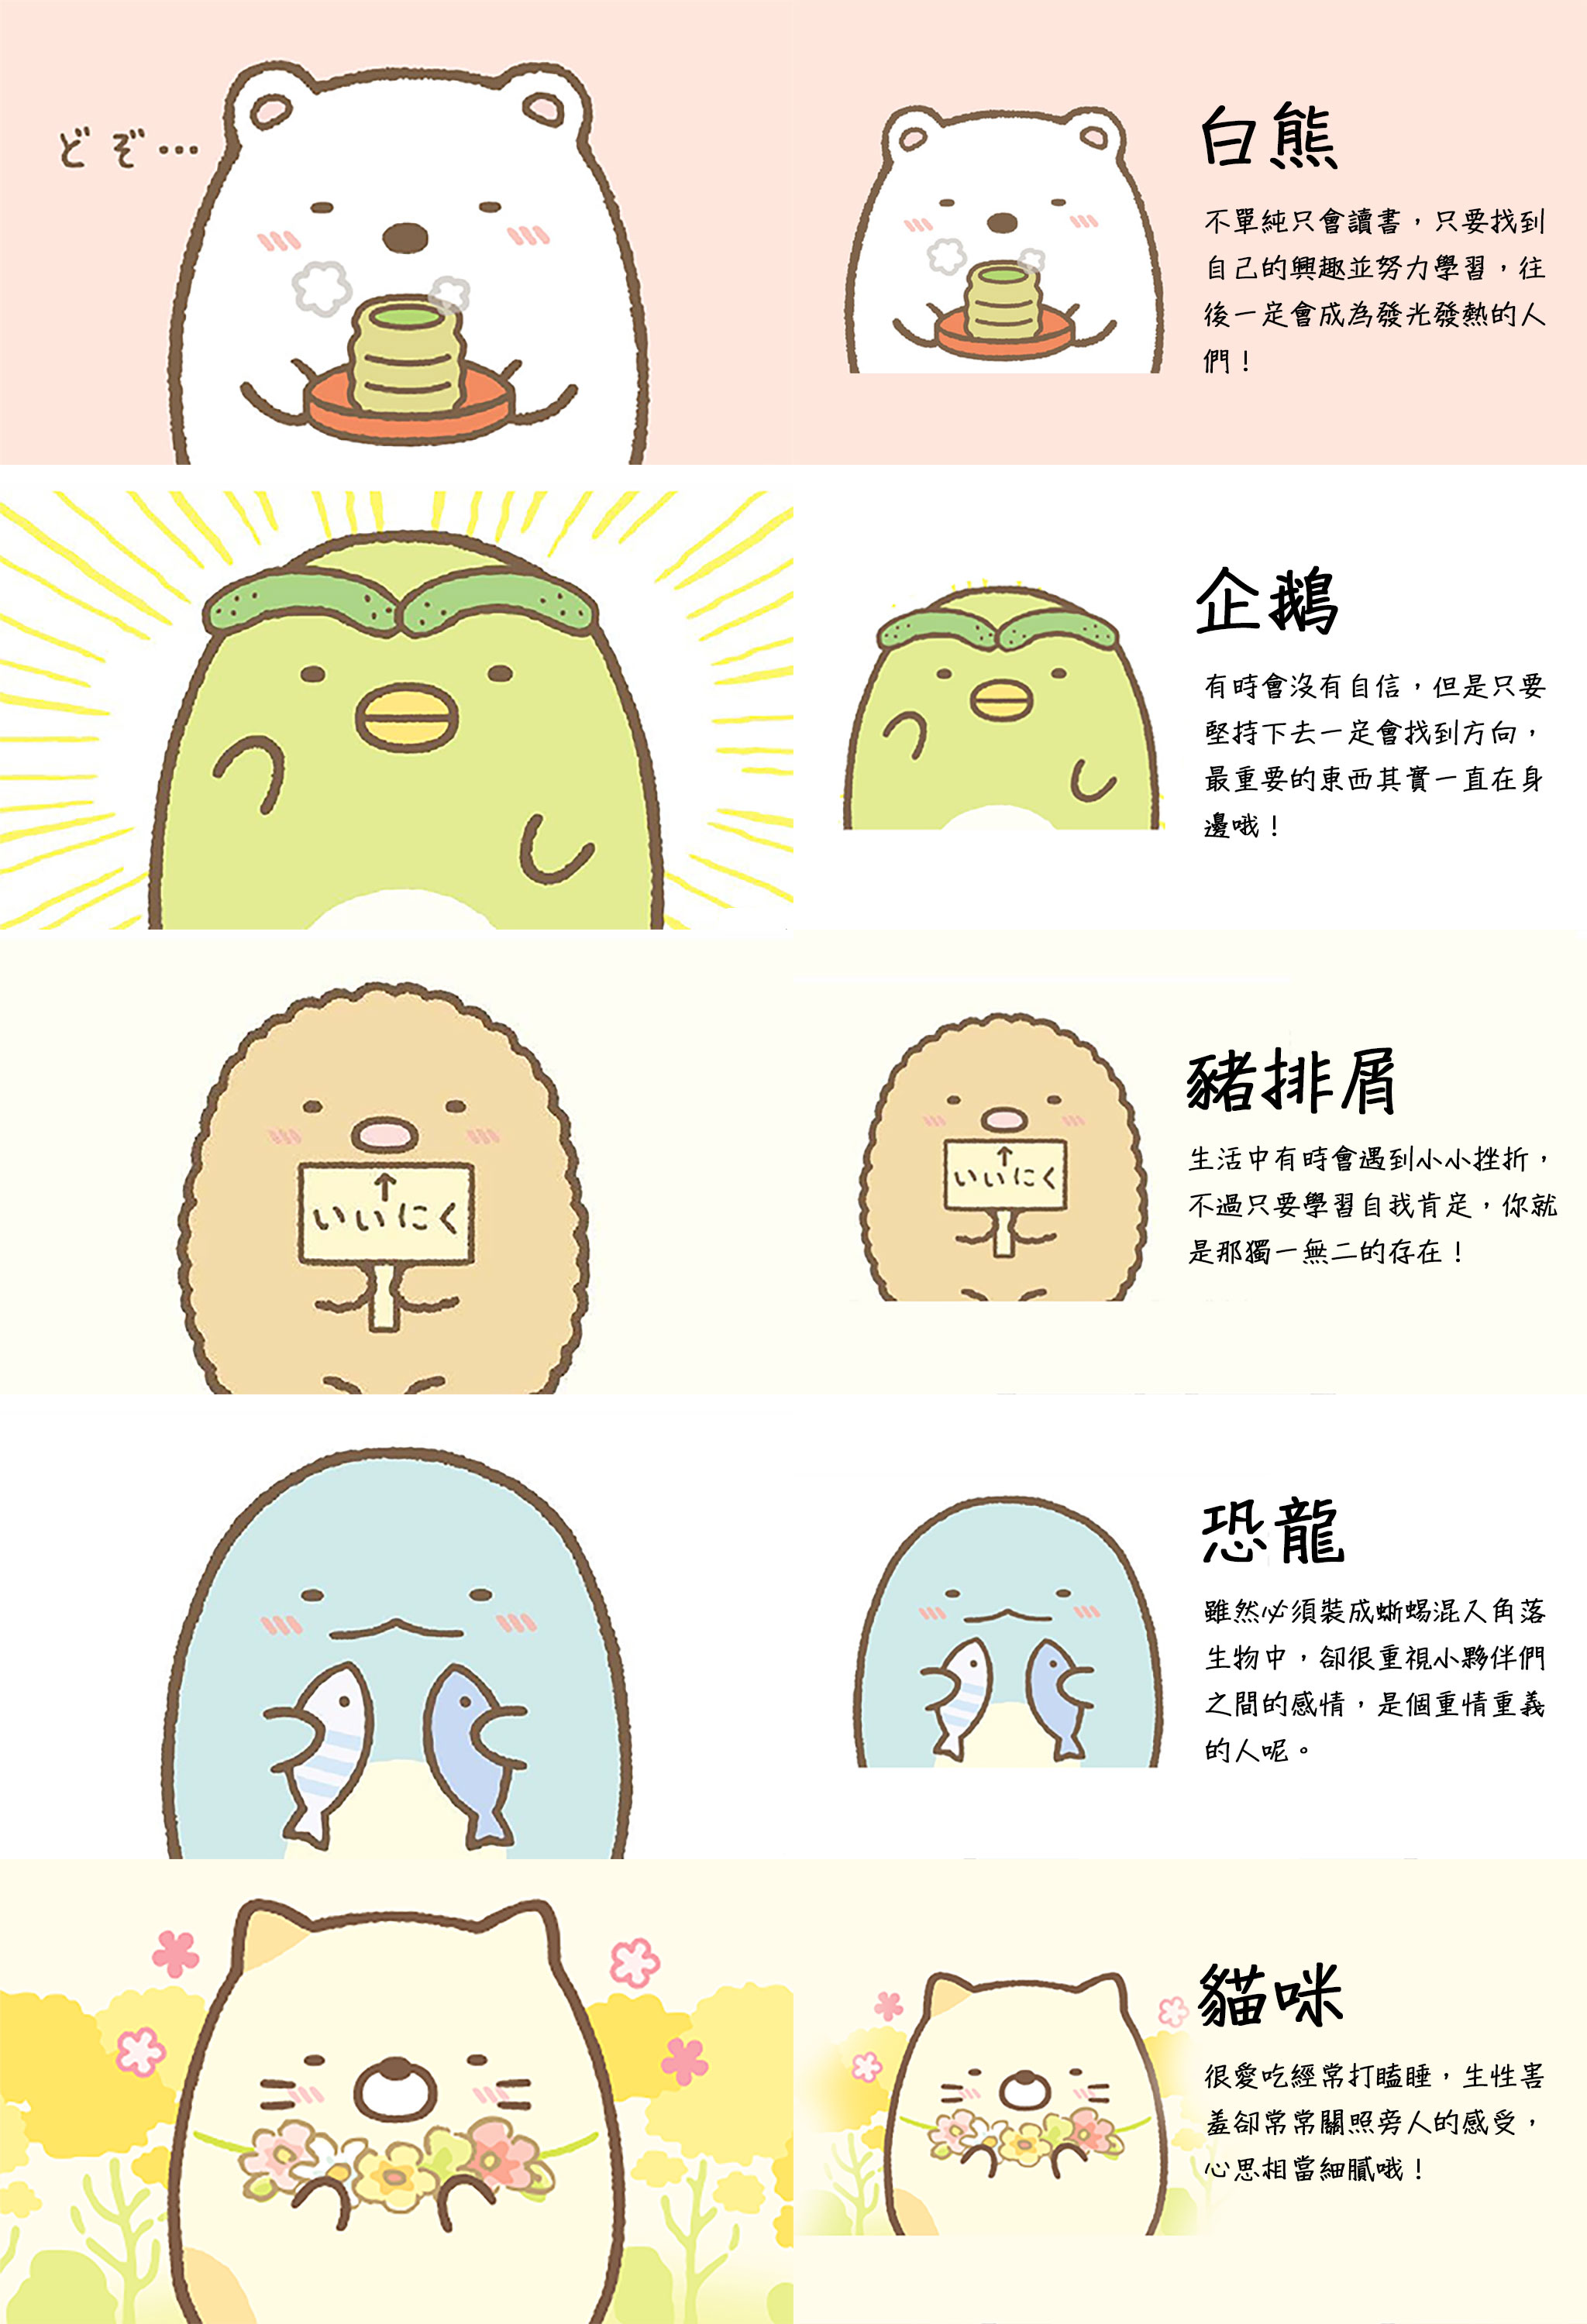 どぞ…
白熊
不單純只會讀書，只要找到
自己的興趣並努力學習，往
後一定會成為發光發熱的人
們！
企鵝
有時會沒有自信，但是只要
堅持下去一定會找到方向，
最重要的東西其實一直在身
邊哦！
↑
いいにく
↑
いいにく
豬排屑
生活中有時會遇到小小挫折，
不過只要學習自我肯定，你就
是那獨一無二的存在！
恐龍
雖然必須裝成蜥蜴混入角落
生物中，卻很重視小夥伴們
之間的感情，是個重情重義
的人呢。
貓咪
很愛吃經常打瞌睡，生性害
羞卻常常關照旁人的感受，
心思相當細膩哦！